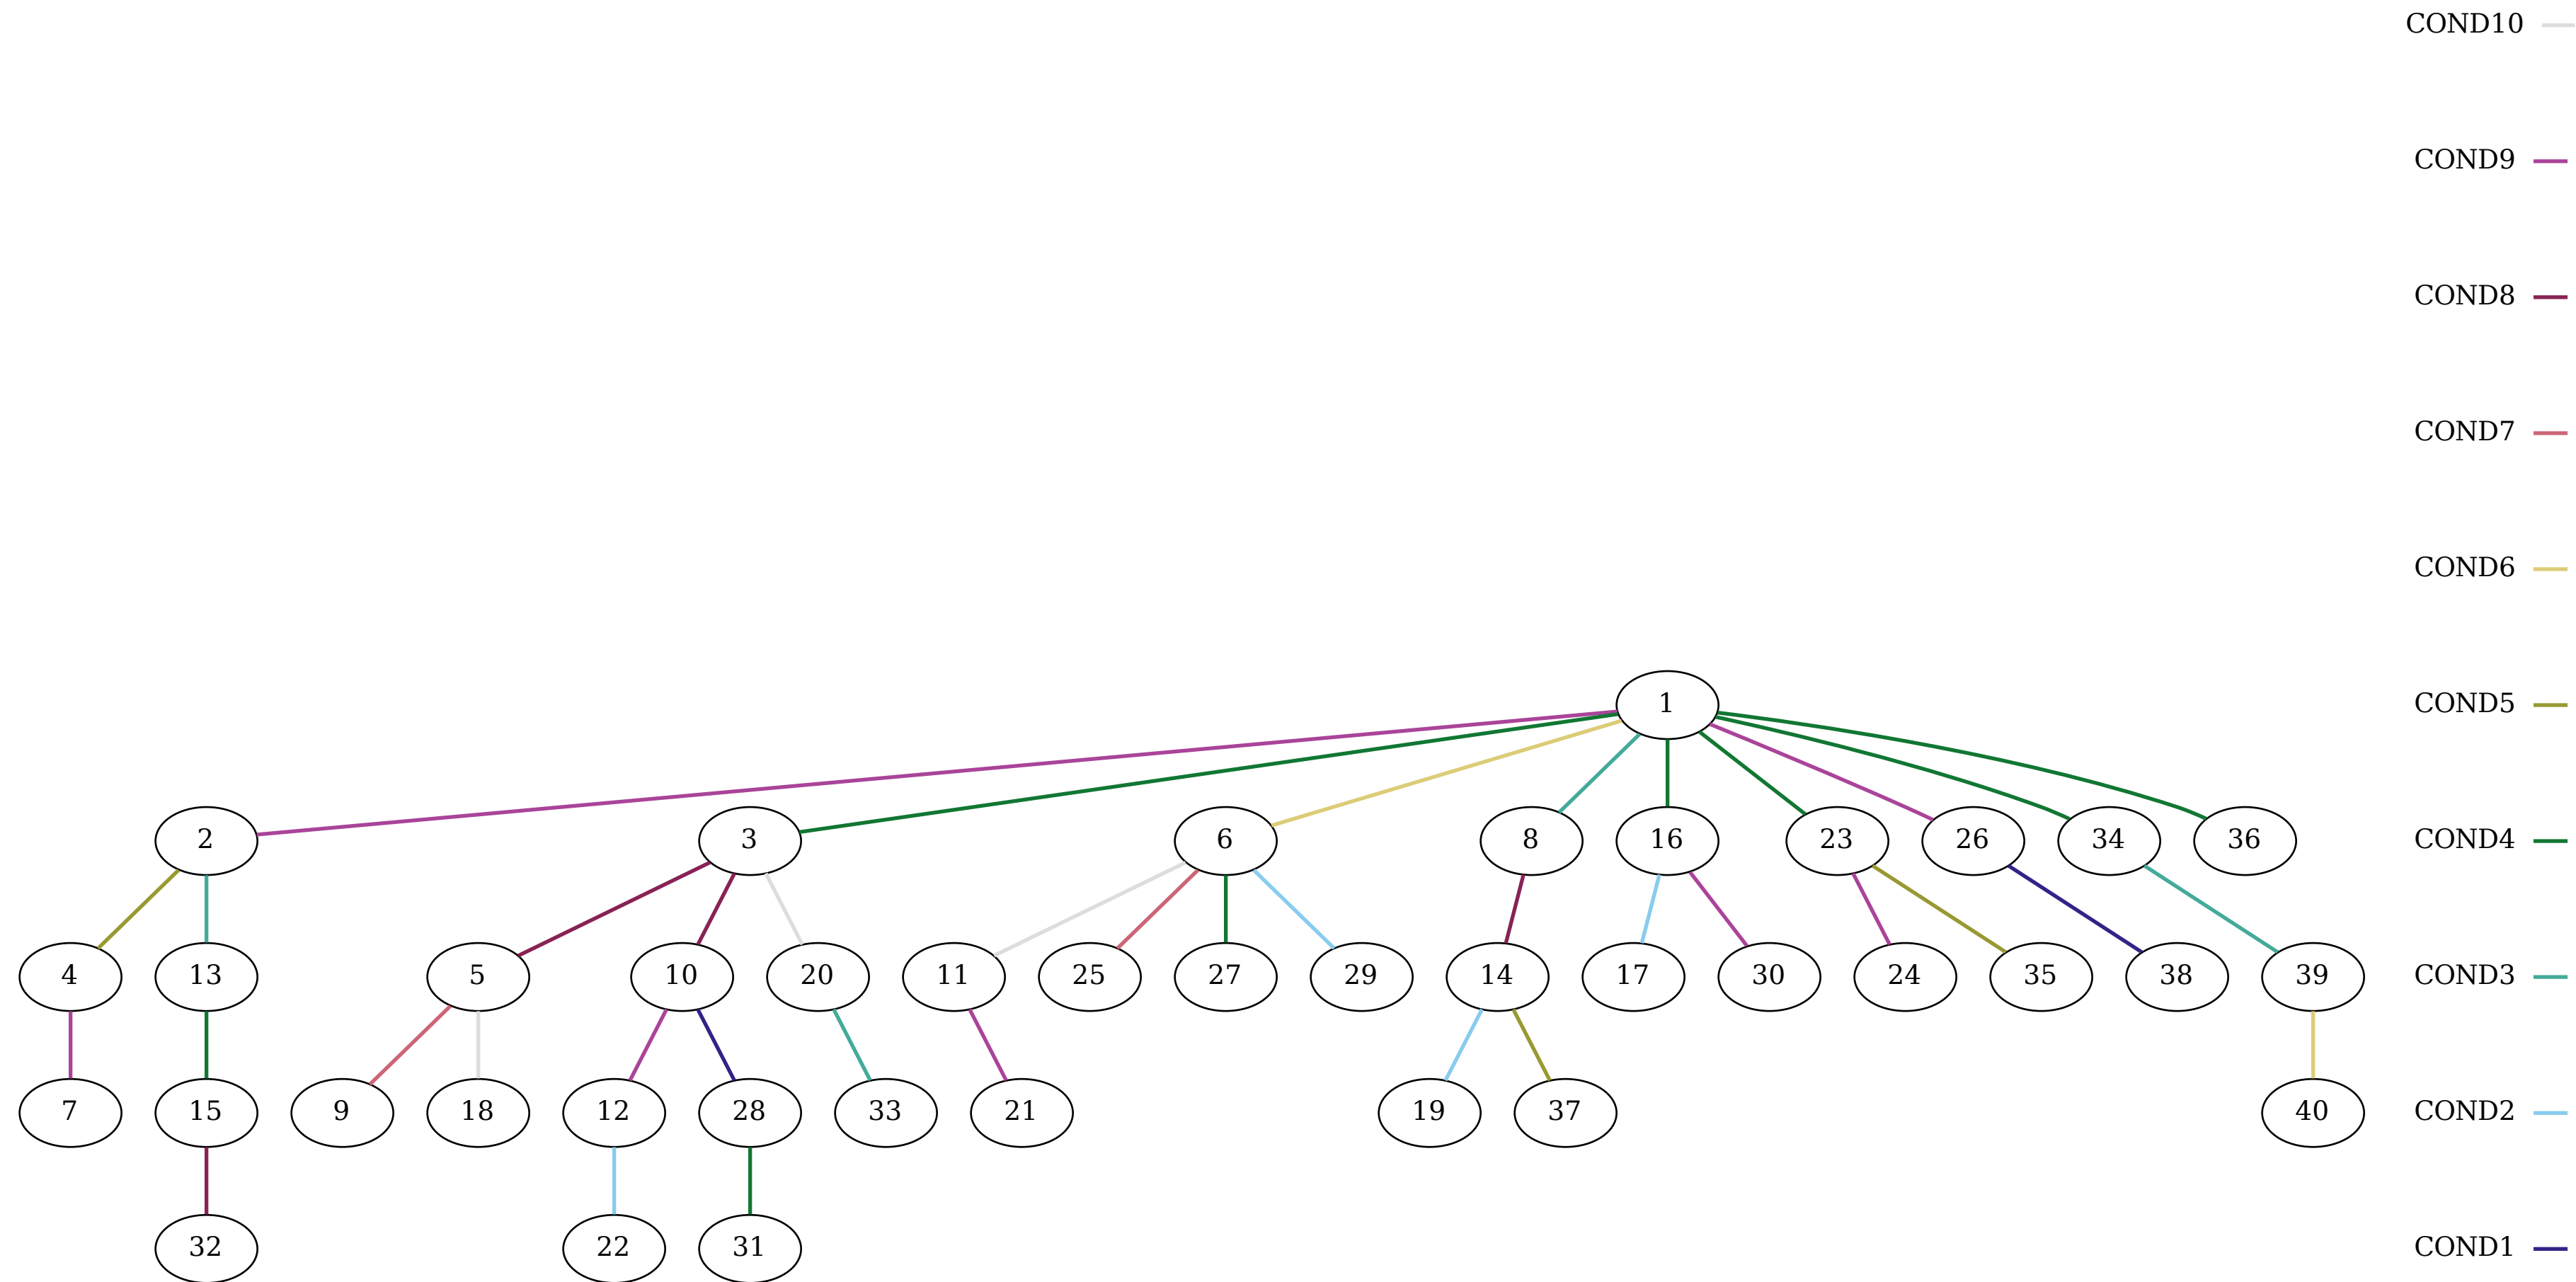 COND10
COND9
COND8
COND7
COND6
1 COND5
2 3 6 8 16 23 26 34 36 COND4
4 13 5 10 20 11 25 27 29 14 17 30 24 35 38 39 COND3
7 15 9 18 12 28 33 21 19 37 40 COND2
32 22 31 COND1